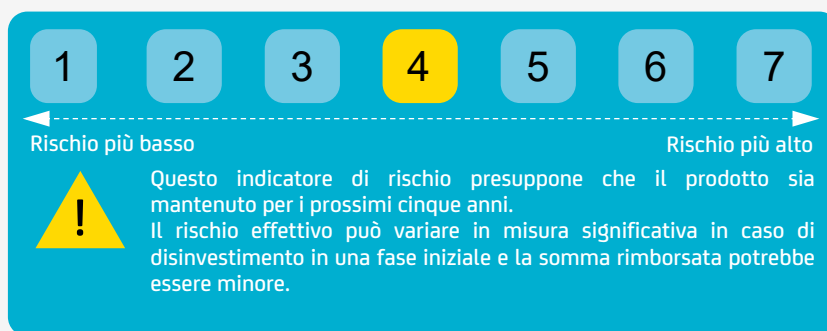 1 2 3 4 5 6 7
Rischio più basso Rischio più alto
!
Questo indicatore di rischio presuppone che il prodotto sia
mantenuto per i prossimi cinque anni.
Il rischio effettivo può variare in misura significativa in caso di
disinvestimento in una fase iniziale e la somma rimborsata potrebbe
essere minore.